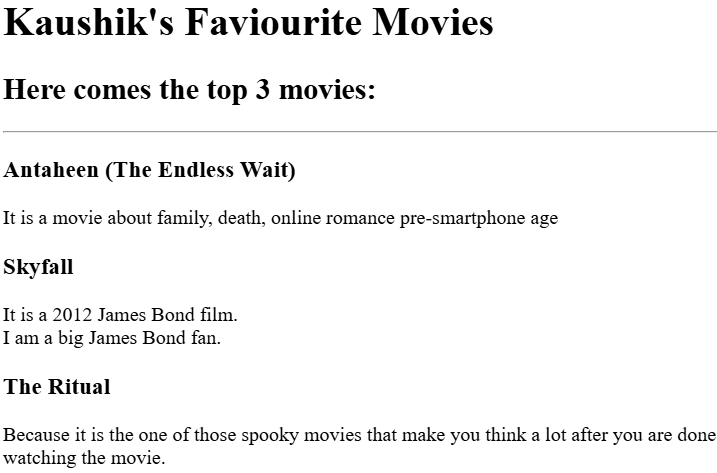 Kaushik's Faviourite Movies
Here comes the top 3 movies:
Antaheen (The Endless Wait)
It is a movie about family, death, online romance pre-smartphone age
Skyfall
It is a 2012 James Bond film.
I am a big James Bond fan.
The Ritual
Because it is the one of those spooky movies that make you think a lot after you are done
watching the movie.